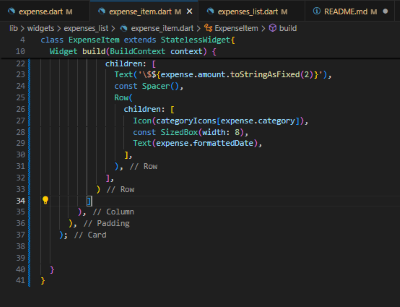 expense.dart M expense_item.dart M expenses_list.dart M README.md M
lib > widgets > expenses_list > expense_item.dart > ExpenseItem > build
4 class ExpenseItem extends StatelessWidget{
10 Widget build(BuildContext context) {
22 children: [
23 Text('\$${expense.amount.toStringAsFixed(2)}'),
24 const Spacer(),
25 Row(
26 children: [
27 Icon(categoryIcons[expense.category]),
28 const SizedBox(width: 8),
29 Text(expense.formattedDate),
30 ],
31 ), // Row
32 ],
33 ) // Row
34 ]
35 ), // Column
36 ), // Padding
37 ); // Card
38
39
40 }
41 }